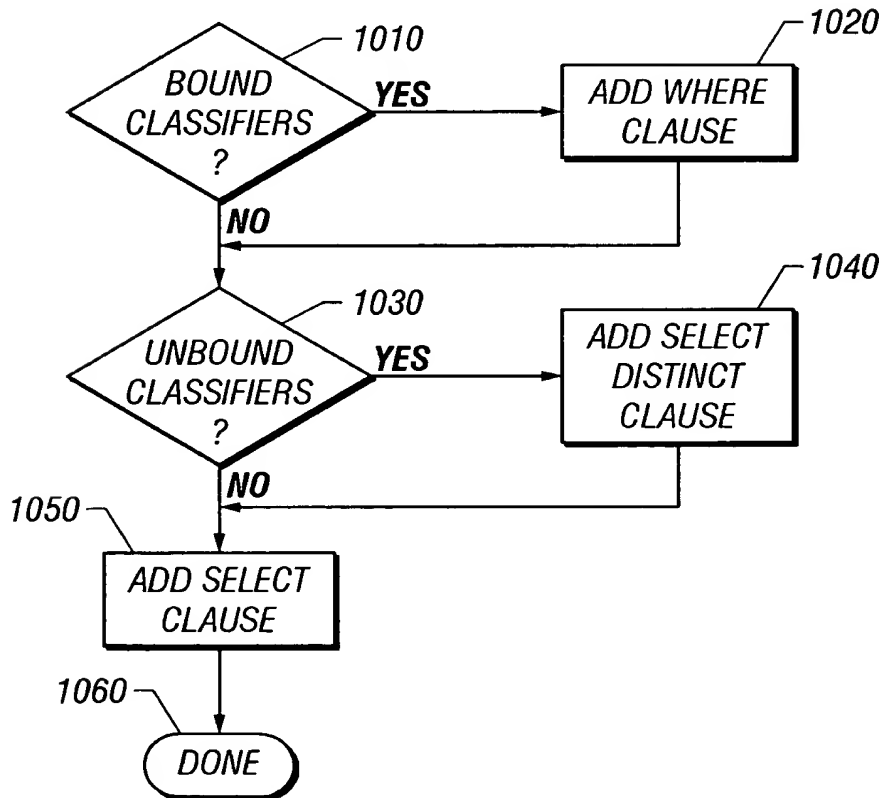 1010
BOUND
CLASSIFIERS
?
YES
1020
ADD WHERE
CLAUSE
NO
1030
UNBOUND
CLASSIFIERS
?
YES
1040
ADD SELECT
DISTINCT
CLAUSE
NO
1050
ADD SELECT
CLAUSE
1060
DONE